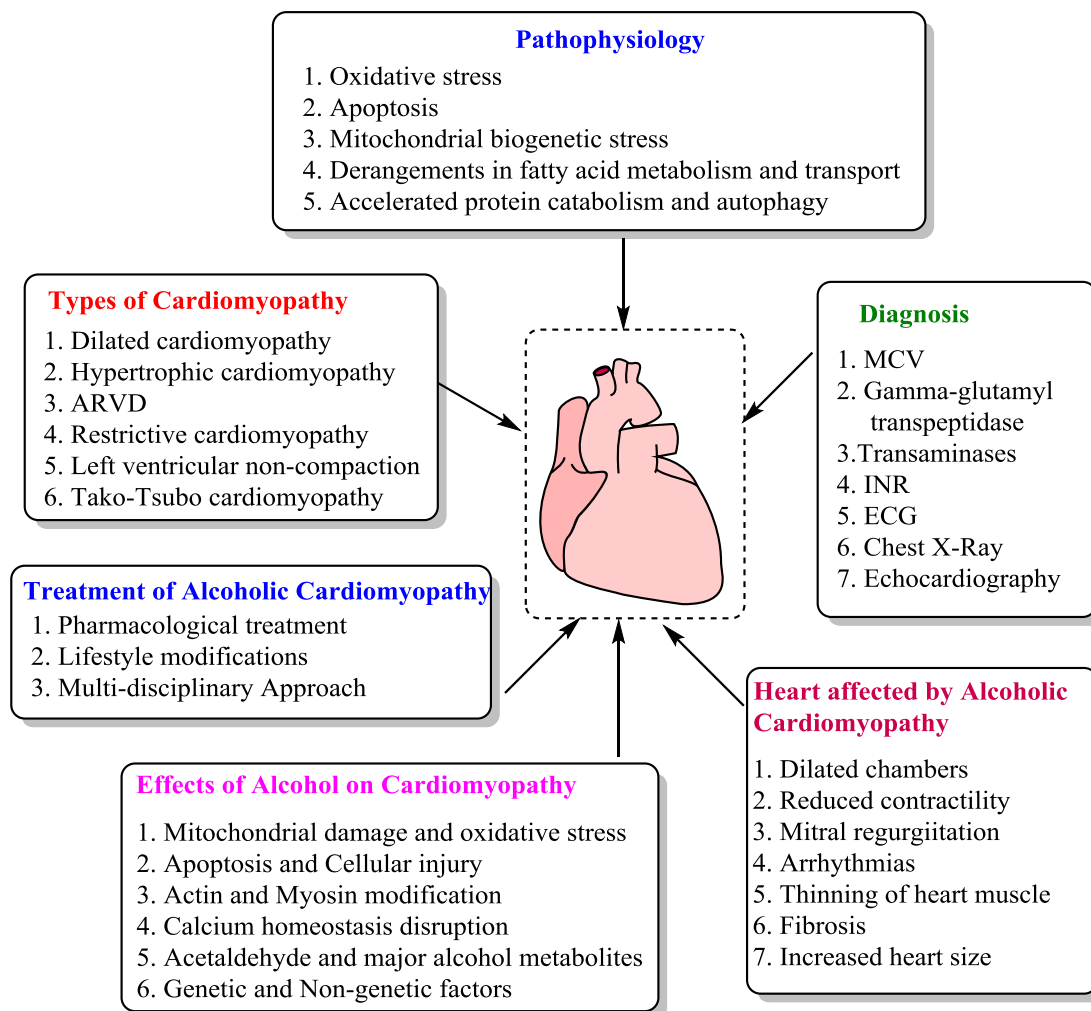 Pathophysiology
1. Oxidative stress
2. Apoptosis
3. Mitochondrial biogenetic stress
4. Derangements in fatty acid metabolism and transport
5. Accelerated protein catabolism and autophagy
Types of Cardiomyopathy
1. Dilated cardiomyopathy
2. Hypertrophic cardiomyopathy
3. ARVD
4. Restrictive cardiomyopathy
5. Left ventricular non-compaction
6. Tako-Tsubo cardiomyopathy
Diagnosis
1. MCV
2. Gamma-glutamyl
transpeptidase
3.Transaminases
4. INR
5. ECG
6. Chest X-Ray
7. Echocardiography
Treatment of Alcoholic Cardiomyopathy
1. Pharmacological treatment
2. Lifestyle modifications
3. Multi-disciplinary Approach
Heart affected by Alcoholic
Cardiomyopathy
1. Dilated chambers
2. Reduced contractility
3. Mitral regurgiitation
4. Arrhythmias
5. Thinning of heart muscle
6. Fibrosis
7. Increased heart size
Effects of Alcohol on Cardiomyopathy
1. Mitochondrial damage and oxidative stress
2. Apoptosis and Cellular injury
3. Actin and Myosin modification
4. Calcium homeostasis disruption
5. Acetaldehyde and major alcohol metabolites
6. Genetic and Non-genetic factors